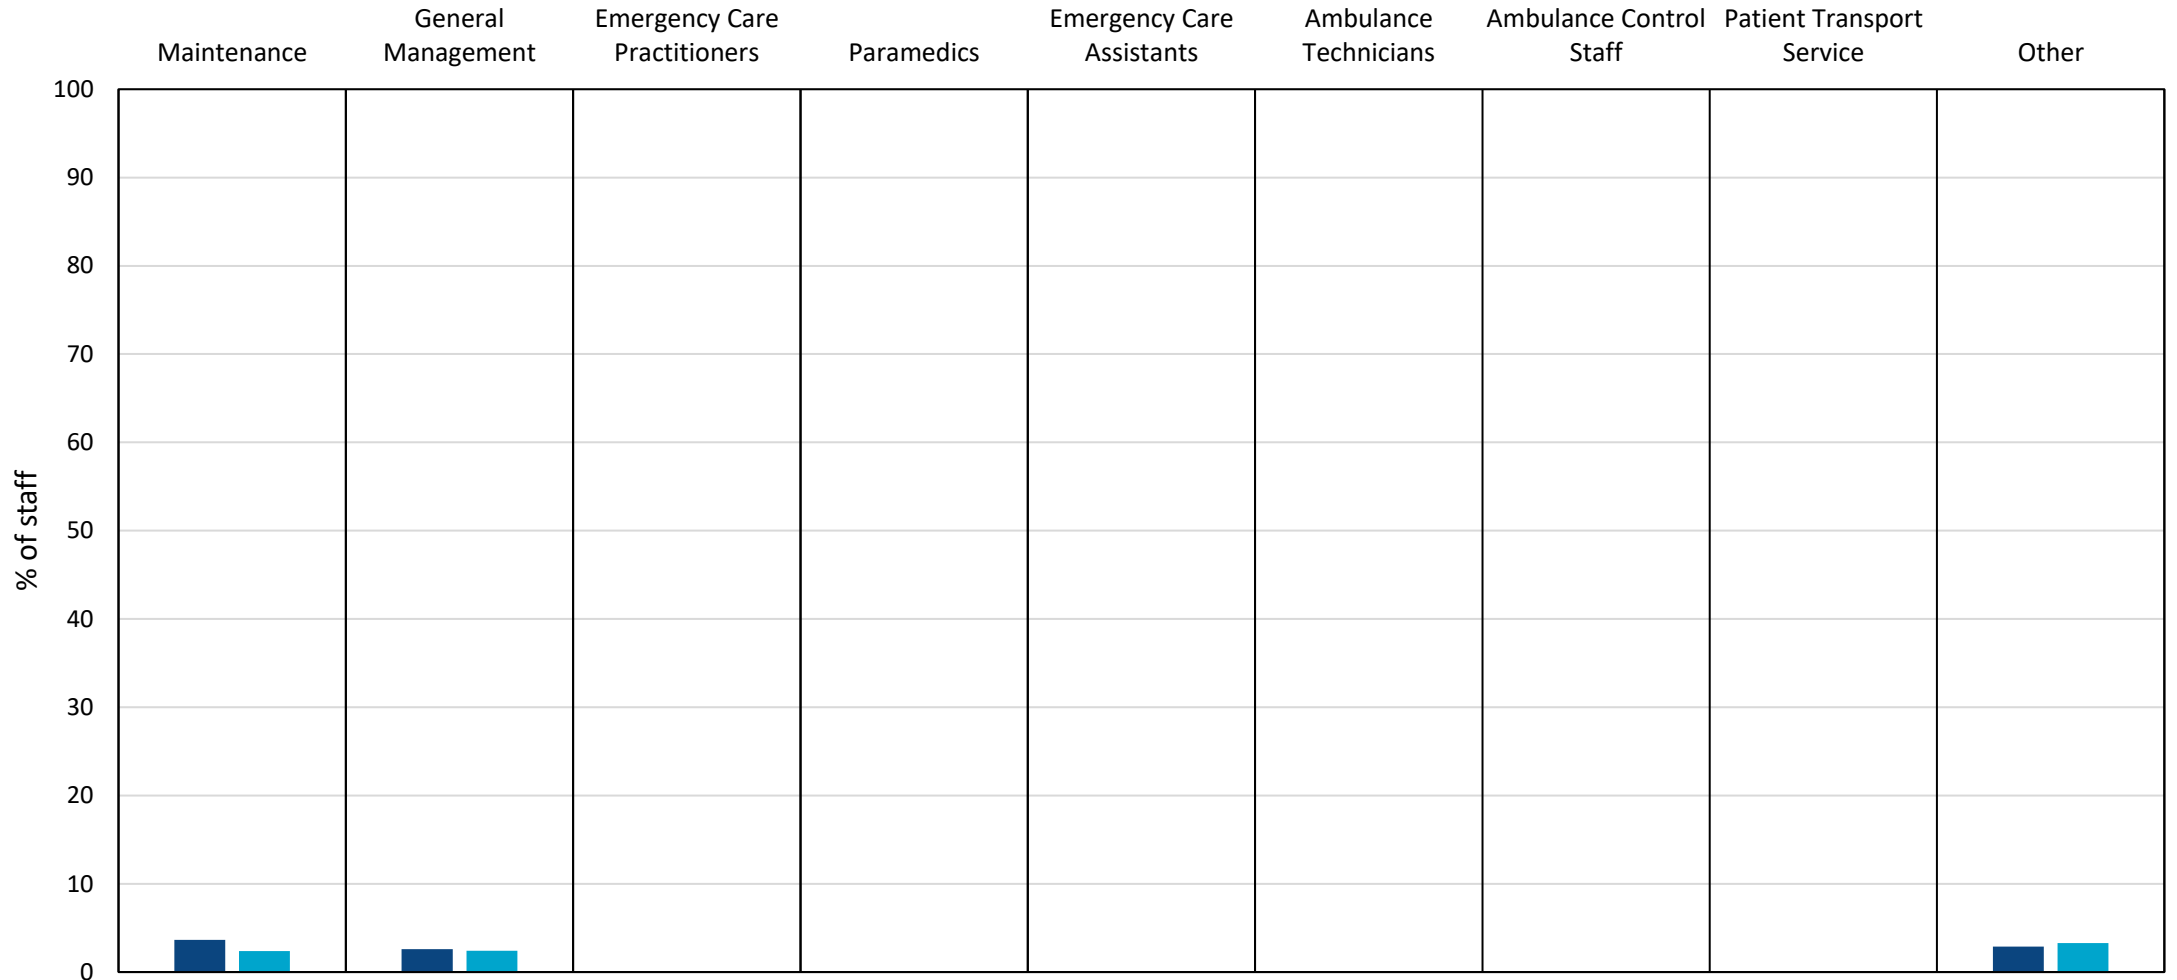 Maintenance
General
Management
Emergency Care
Practitioners
Paramedics
Emergency Care
Assistants
Ambulance
Technicians
Ambulance Control
Staff
Patient Transport
Service
Other
100
90
80
70
60
50
40
30
20
10
0
% of staff